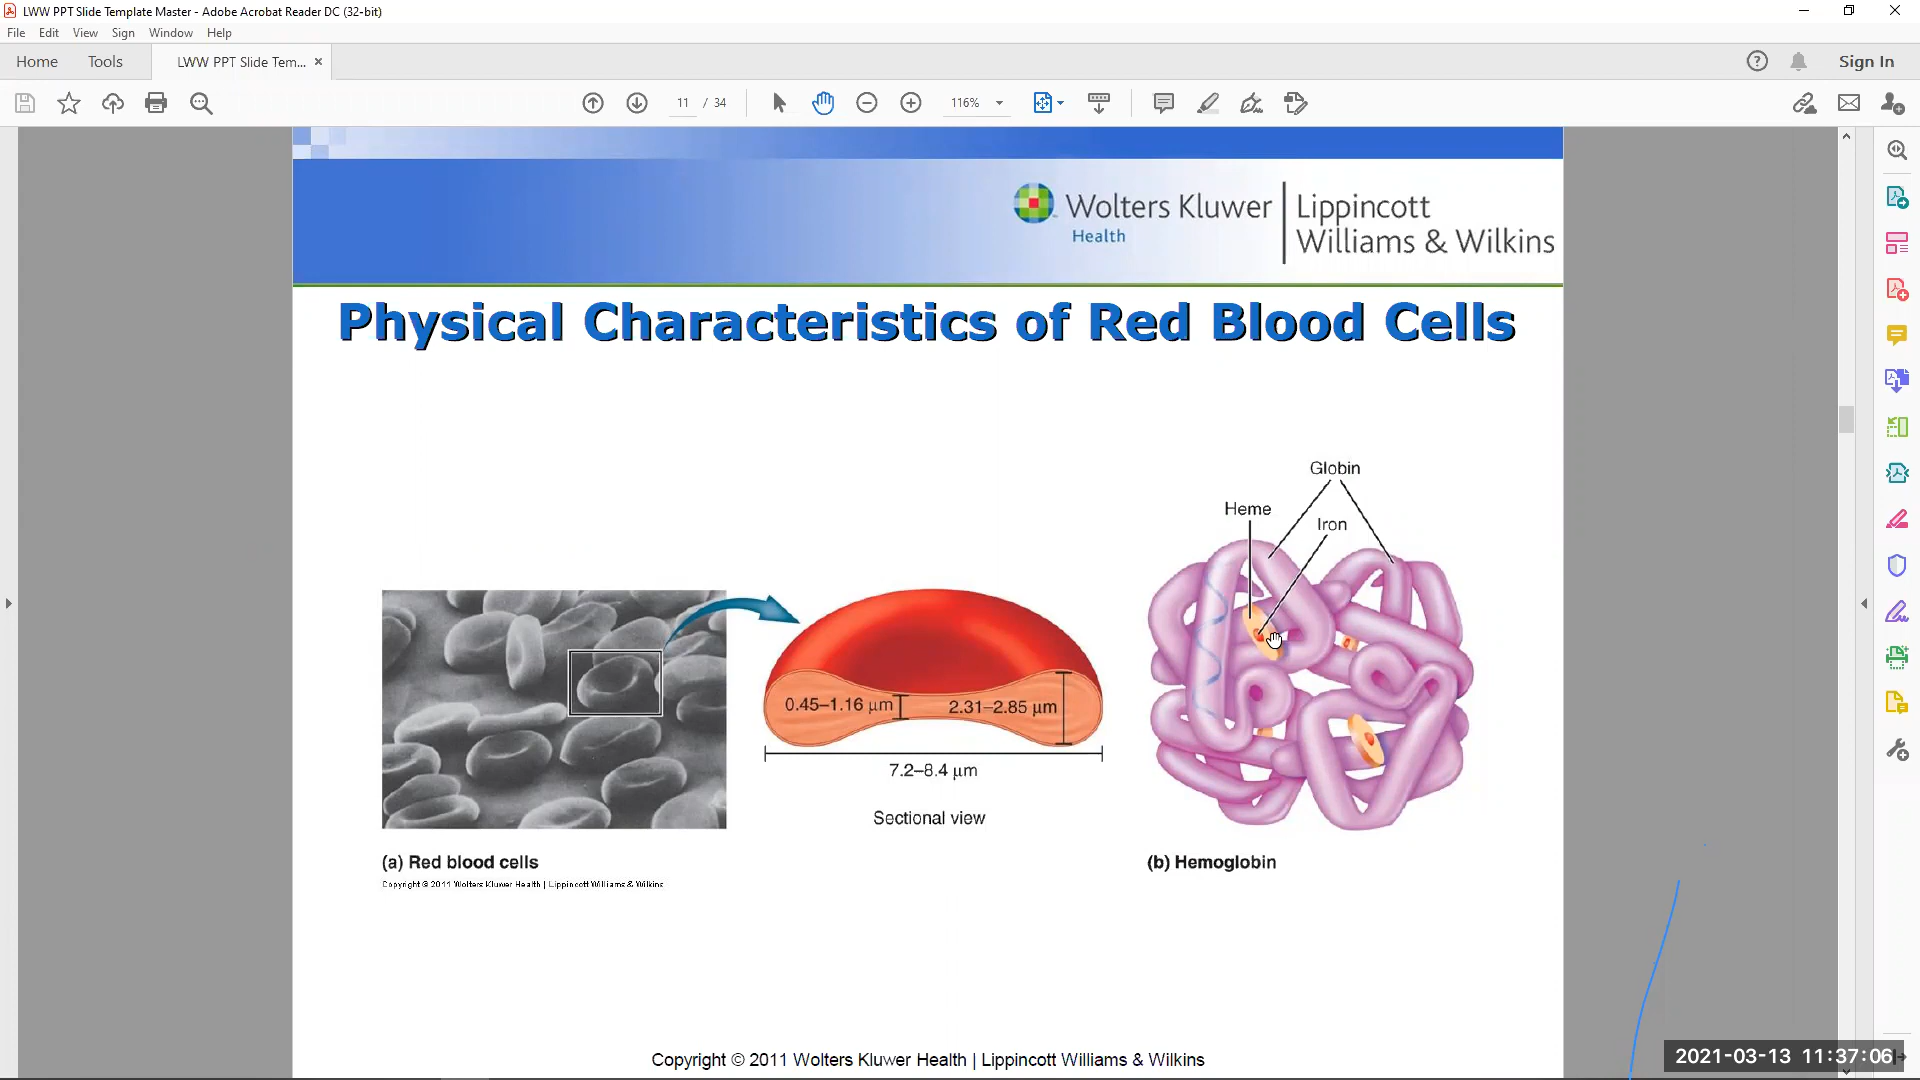 LWW PPT Slide Template Master - Adobe Acrobat Reader DC (32-bit)
File Edit View Sign Window Help
Home Tools LWW PPT Slide Tem... × Sign In
11 / 34 116%
Wolters Kluwer
Health
Lippincott
Williams & Wilkins
Physical Characteristics of Red Blood Cells
Globin
Heme
Iron
0.45–1.16 µm
2.31–2.85 µm
7.2–8.4 µm
Sectional view
(a) Red blood cells
(b) Hemoglobin
Copyright © 2011 Wolters Kluwer Health | Lippincott Williams & Wilkins
Copyright © 2011 Wolters Kluwer Health | Lippincott Williams & Wilkins
2021-03-13 11:37:06